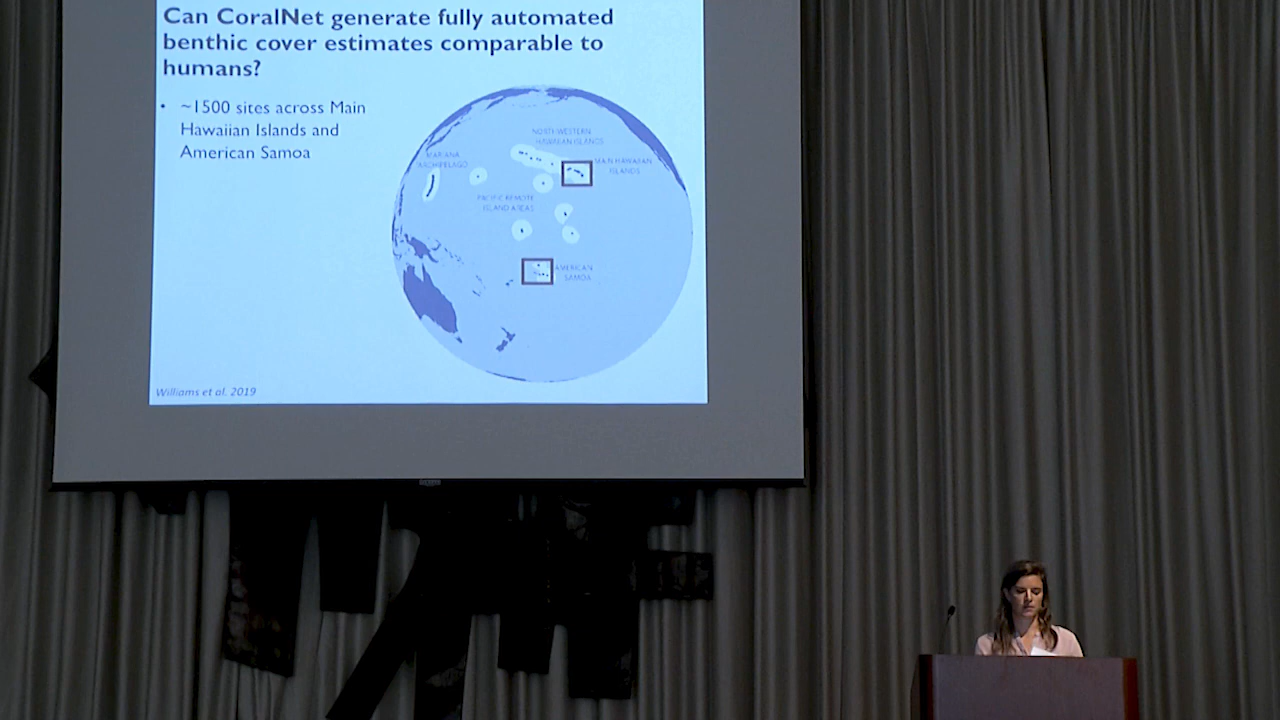 Can CoralNet generate fully automated
benthic cover estimates comparable to
humans?
• ~1500 sites across Main
Hawaiian Islands and
American Samoa
NORTHWESTERN
HAWAIIAN ISLANDS
MARIANA
ARCHIPELAGO
MAIN HAWAIIAN
ISLANDS
PACIFIC REMOTE
ISLAND AREAS
AMERICAN
SAMOA
Williams et al. 2019